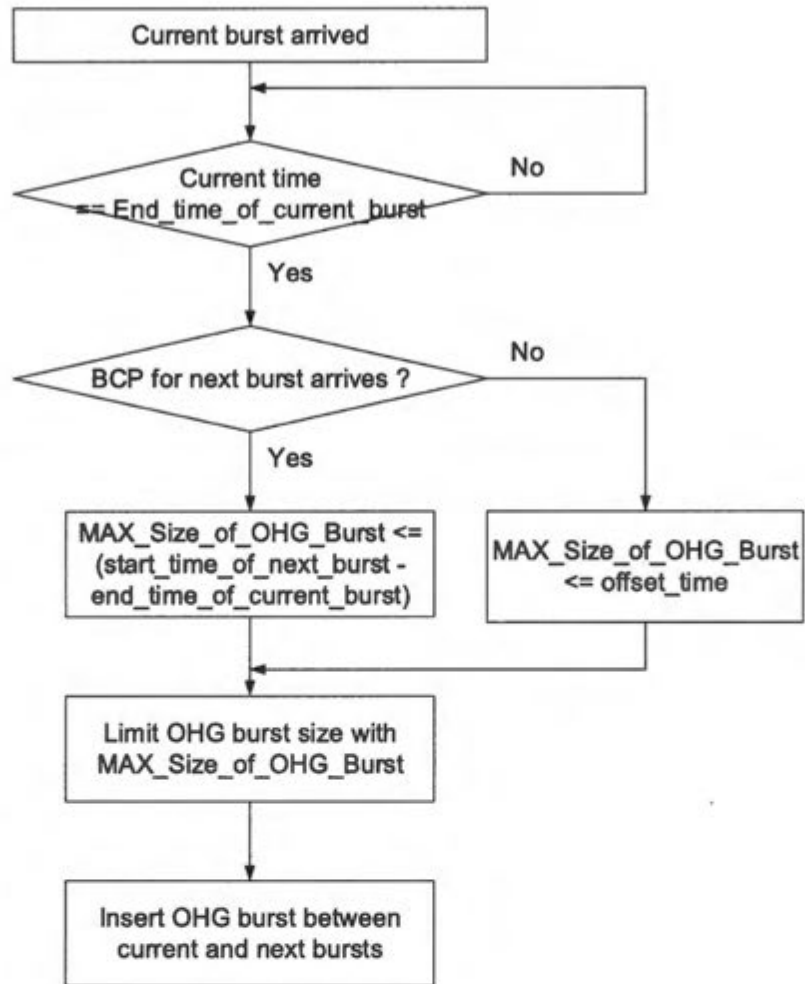 Current burst arrived
Current time
== End_time_of_current_burst
No
Yes
BCP for next burst arrives ?
No
Yes
MAX_Size_of_OHG_Burst <=
(start_time_of_next_burst -
end_time_of_current_burst)
MAX_Size_of_OHG_Burst
<= offset_time
Limit OHG burst size with
MAX_Size_of_OHG_Burst
Insert OHG burst between
current and next bursts